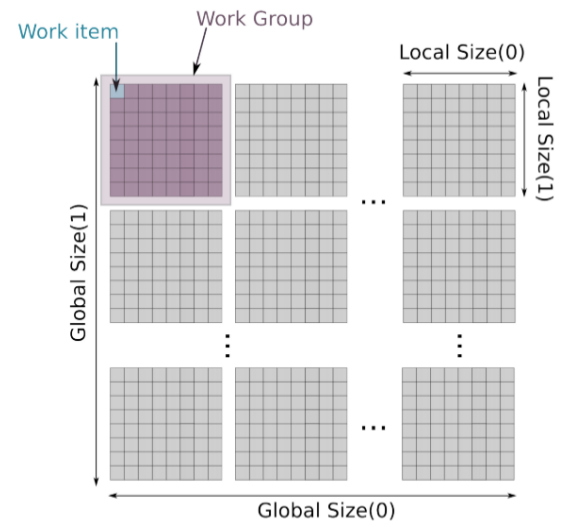 Work item
Work Group
Local Size(0)
Local Size(1)
...
Global Size(1)
...
...
...
Global Size(0)